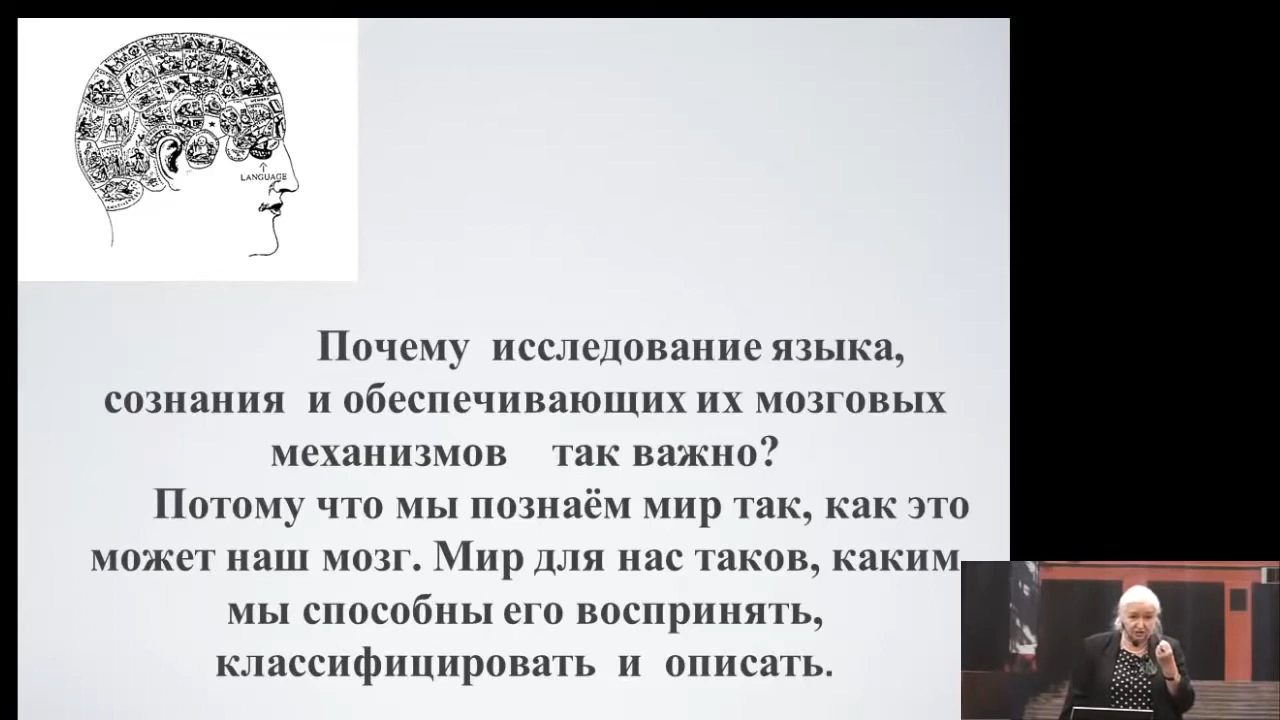 LANGUAGE
Почему исследование языка,
сознания и обеспечивающих их мозговых
механизмов так важно?
Потому что мы познаём мир так, как это
может наш мозг. Мир для нас таков, каким
мы способны его воспринять,
классифицировать и описать.